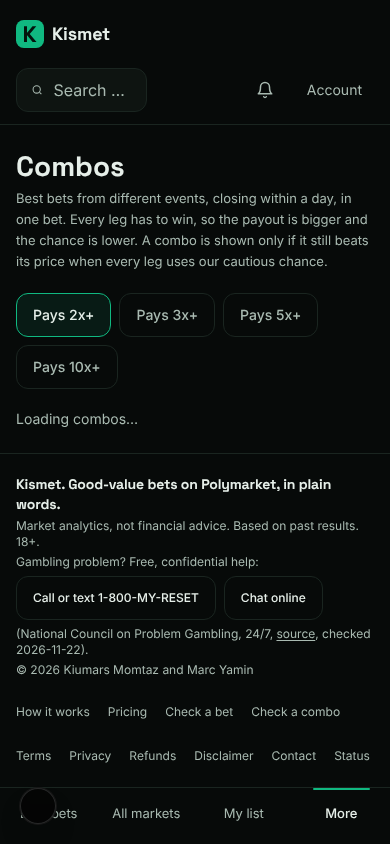 Kismet
Search ...
Account
Combos
Best bets from different events, closing within a day, in
one bet. Every leg has to win, so the payout is bigger and
the chance is lower. A combo is shown only if it still beats
its price when every leg uses our cautious chance.
Pays 2x+ Pays 3x+ Pays 5x+
Pays 10x+
Loading combos...
Kismet. Good-value bets on Polymarket, in plain
words.
Market analytics, not financial advice. Based on past results.
18+.
Gambling problem? Free, confidential help:
Call or text 1-800-MY-RESET Chat online
(National Council on Problem Gambling, 24/7, source, checked
2026-11-22).
© 2026 Kiumars Momtaz and Marc Yamin
How it works Pricing Check a bet Check a combo
Terms Privacy Refunds Disclaimer Contact Status
bets All markets My list More